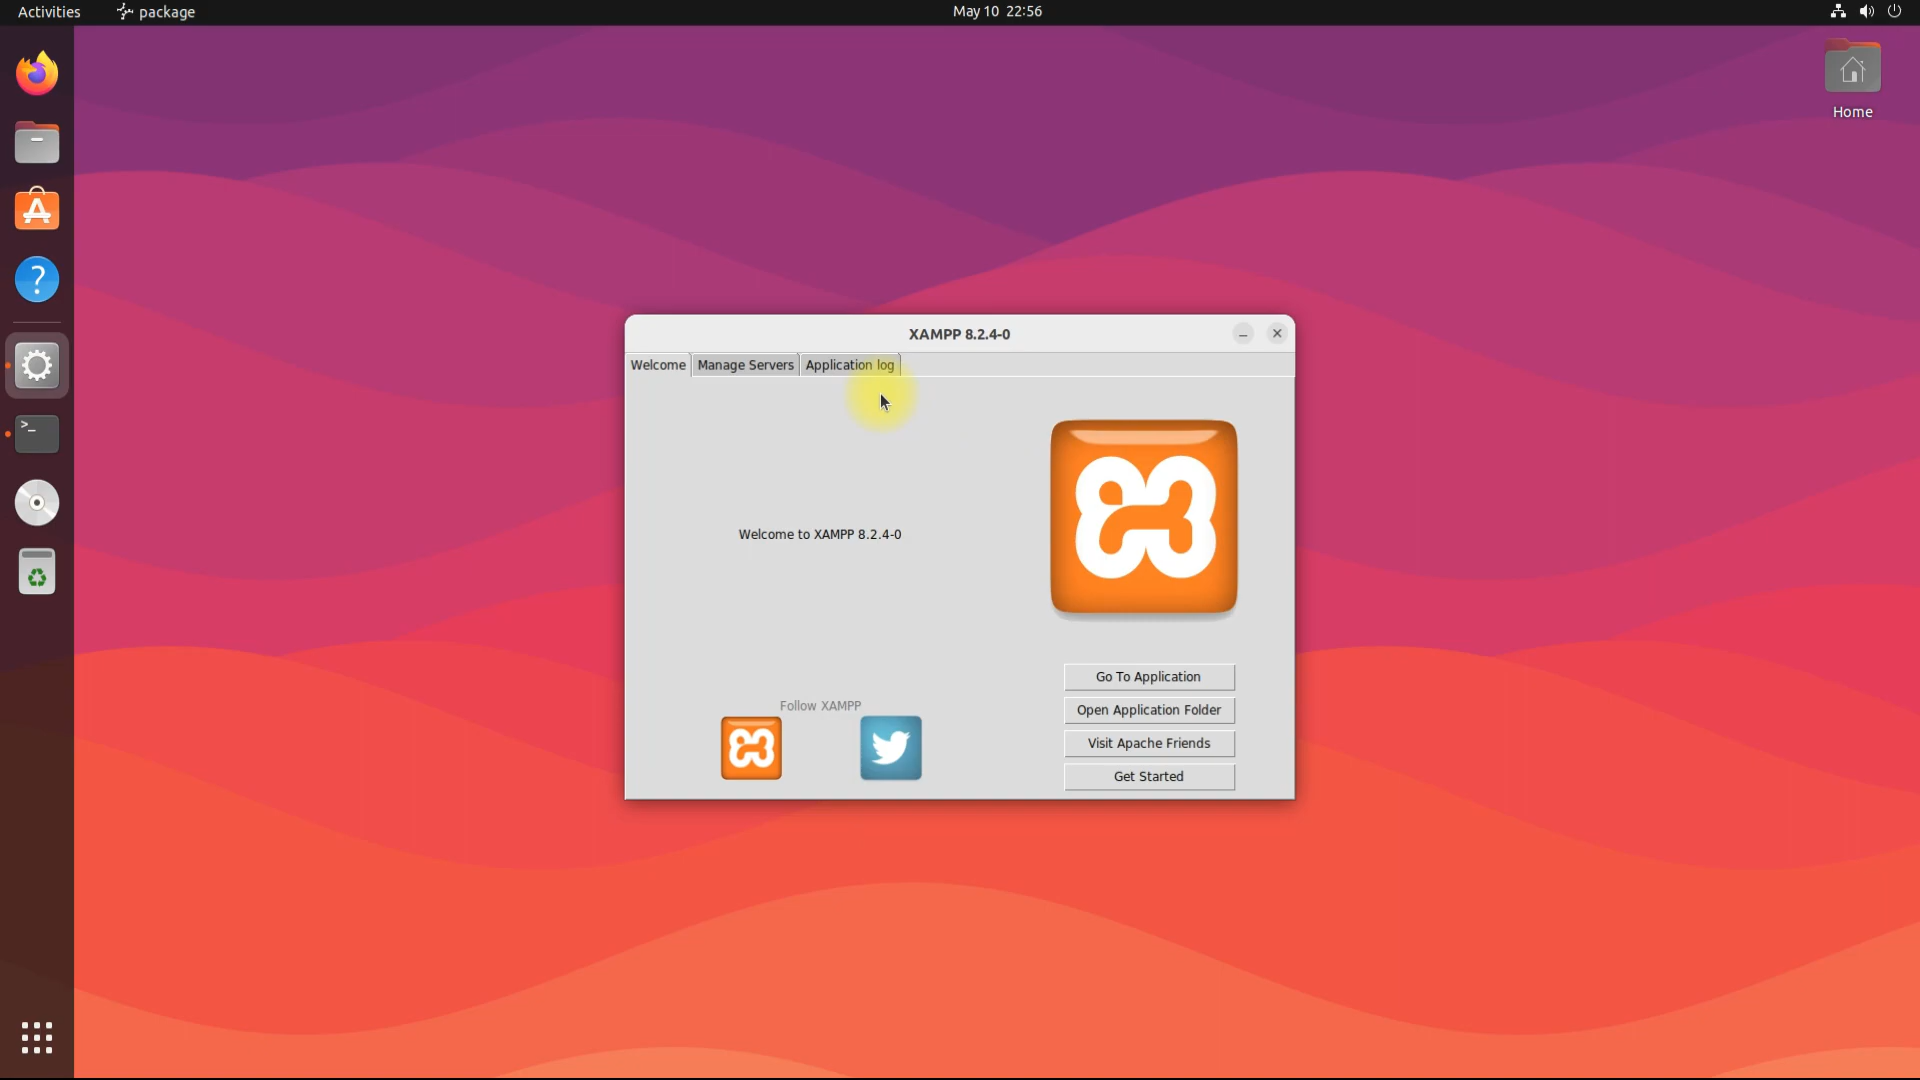 Activities
package
May 10 22:56
Home
XAMPP 8.2.4-0
Welcome
Manage Servers
Application log
Welcome to XAMPP 8.2.4-0
Go To Application
Open Application Folder
Visit Apache Friends
Get Started
Follow XAMPP